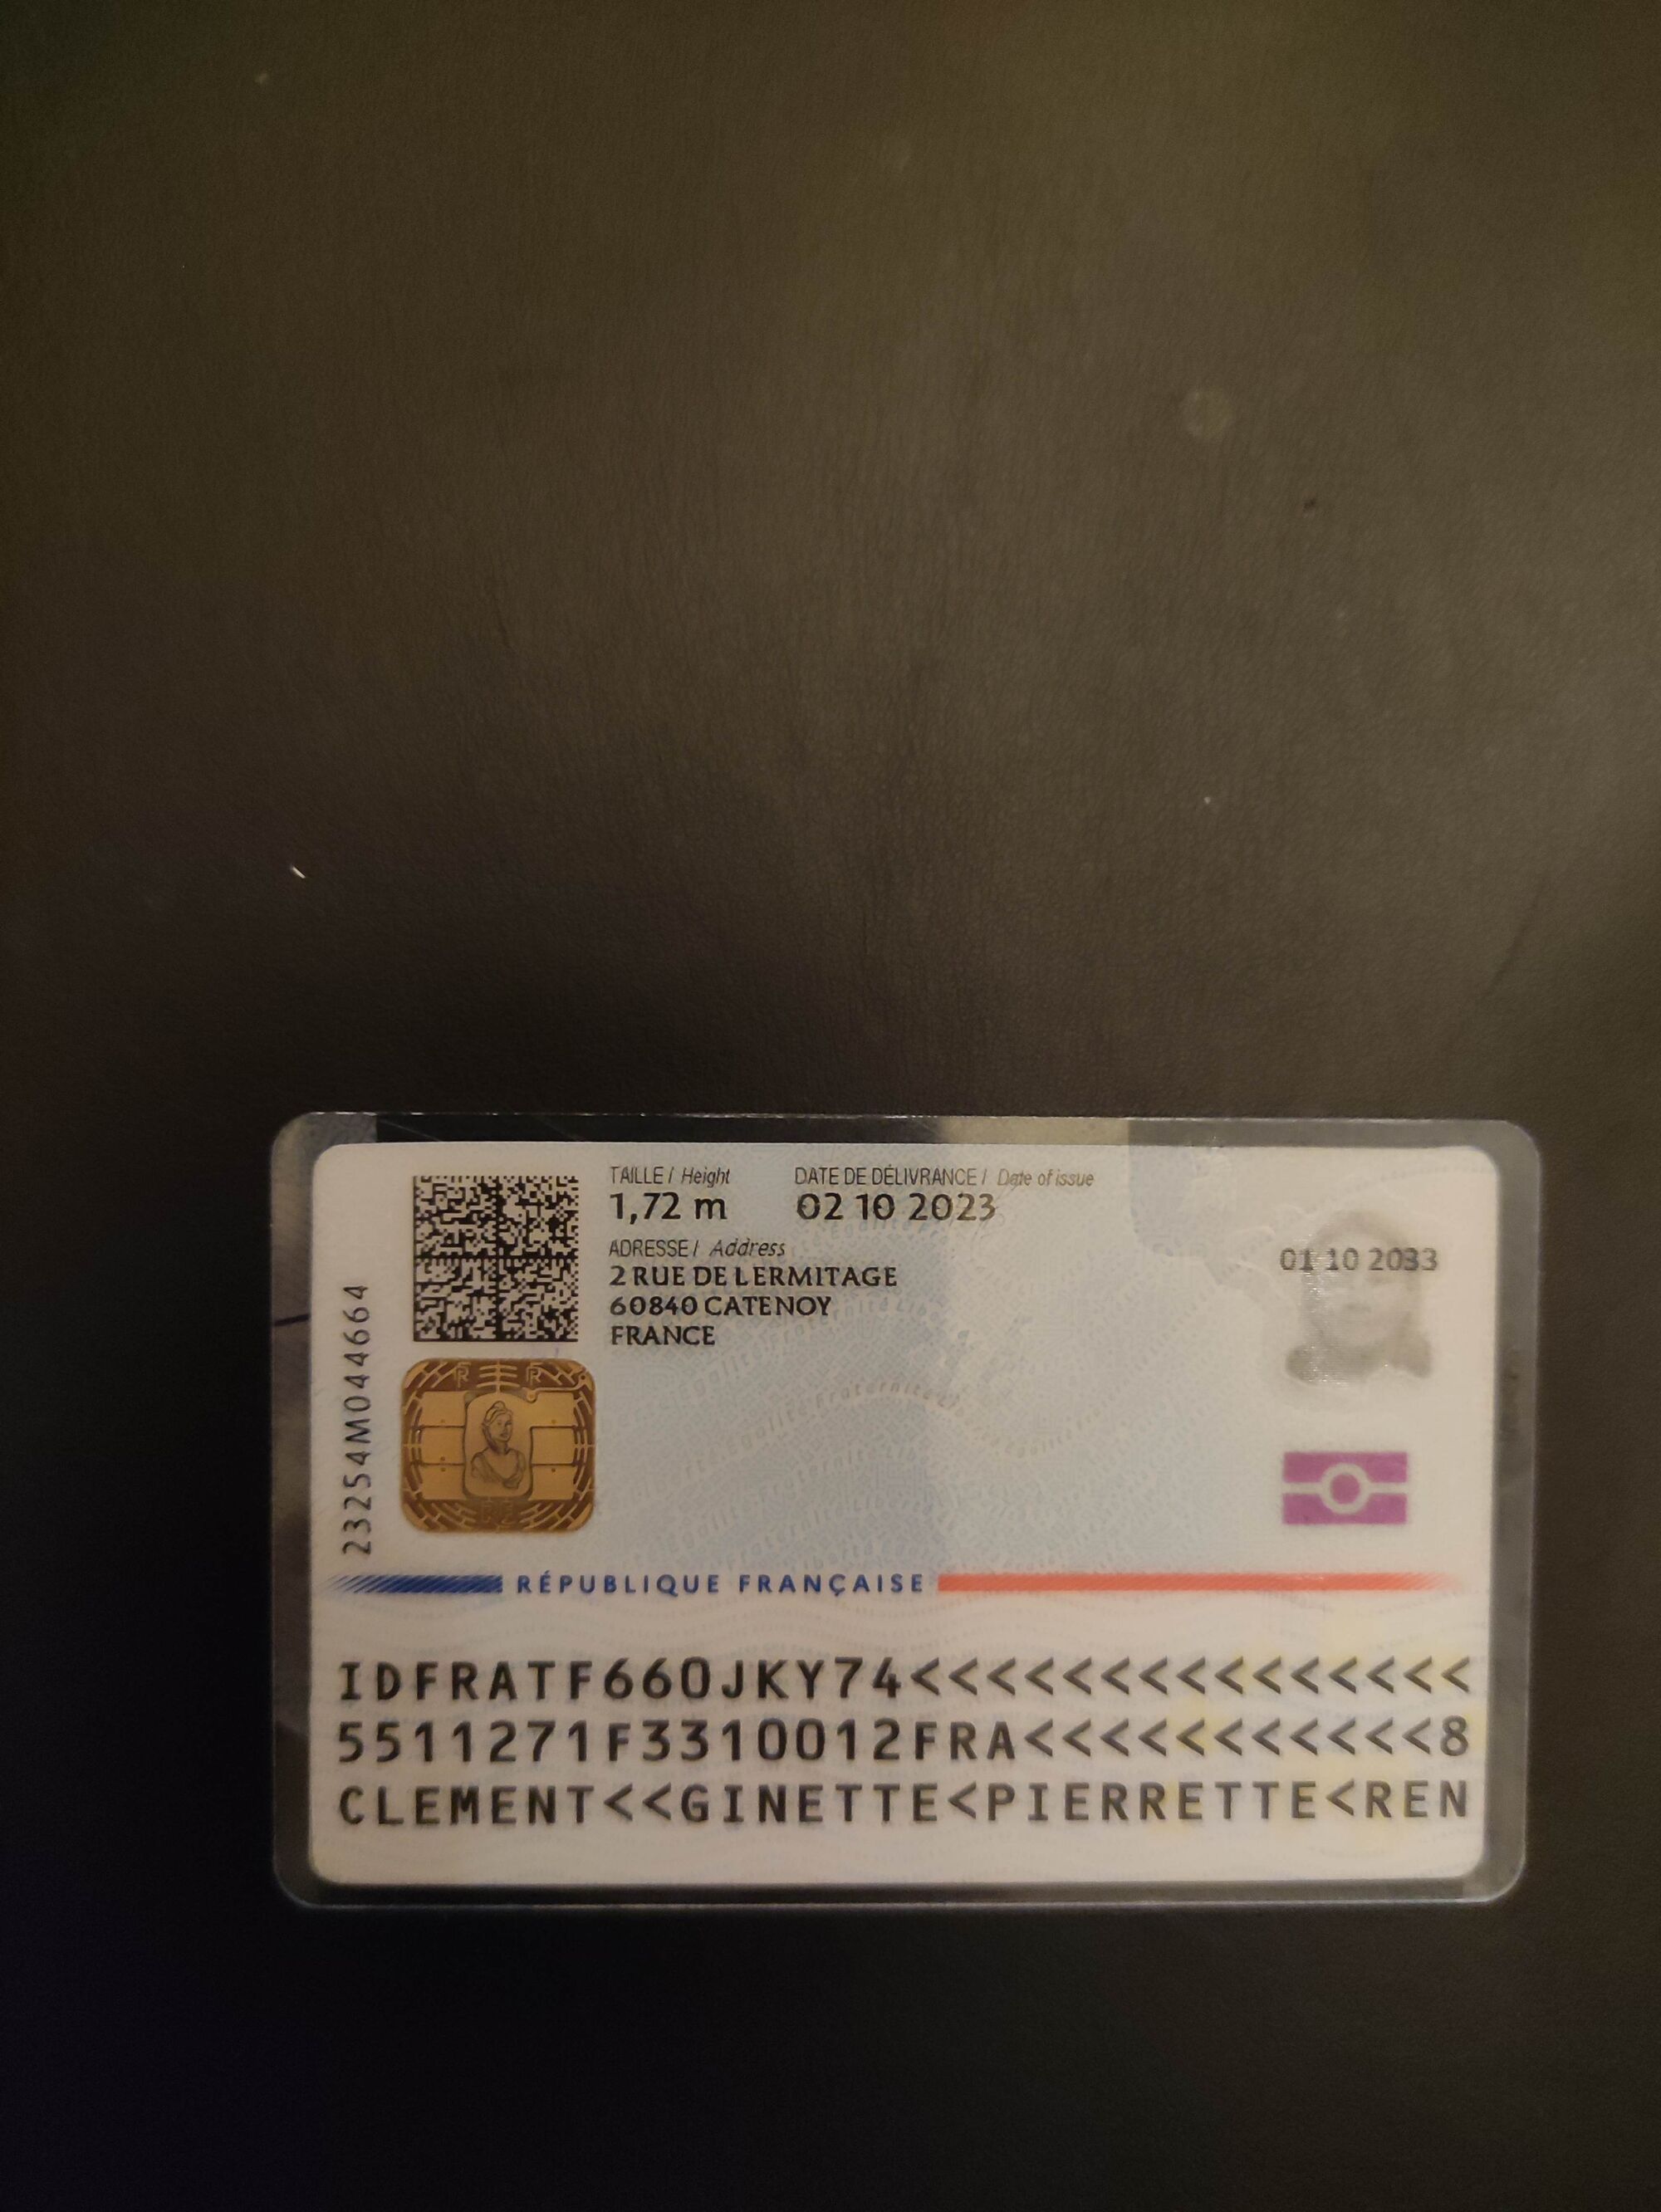 TAILLE / Height
1,72 m
DATE DE DÉLIVRANCE / Date of issue
02 10 2023
ADRESSE / Address
2 RUE DE L ERMITAGE
60840 CATENOY
FRANCE
01 10 2033
23254M044664
RÉPUBLIQUE FRANÇAISE
IDFRATF660JKY74<<<<<<<<<<<<<<<
5511271F3310012FRA<<<<<<<<<<<8
CLEMENT<<GINETTE<PIERRETTE<REN